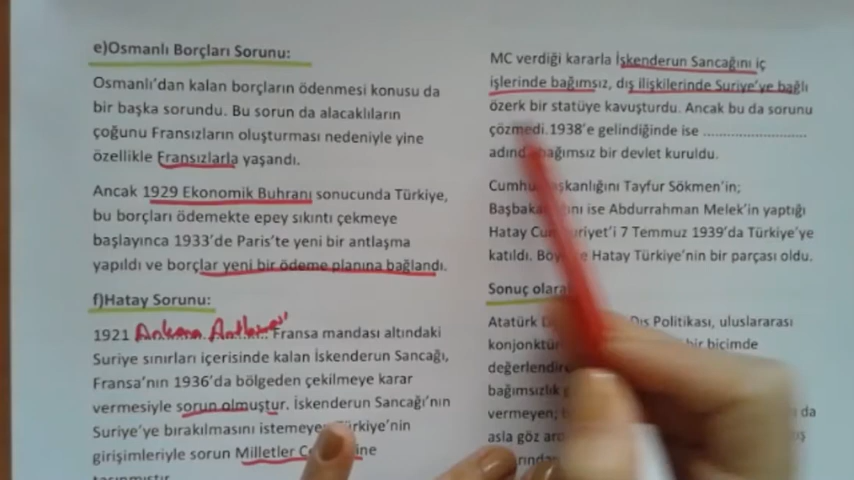 e)Osmanlı Borçları Sorunu:
Osmanlı'dan kalan borçların ödenmesi konusu da
bir başka sorundu. Bu sorun da alacaklıların
çoğunu Fransızların oluşturması nedeniyle yine
özellikle Fransızlarla yaşandı.
Ancak 1929 Ekonomik Buhranı sonucunda Türkiye,
bu borçları ödemekte epey sıkıntı çekmeye
başlayınca 1933'de Paris'te yeni bir antlaşma
yapıldı ve borçlar yeni bir ödeme planına bağlandı.
f)Hatay Sorunu:
1921 Ankara Antlaşması Fransa mandası altındaki
Suriye sınırları içerisinde kalan İskenderun Sancağı,
Fransa'nın 1936'da bölgeden çekilmeye karar
vermesiyle sorun olmuştur. İskenderun Sancağı'nın
Suriye'ye bırakılmasını istemeyen Türkiye'nin
girişimleriyle sorun Milletler
MC verdiği kararla İskenderun Sancağını iç
işlerinde bağımsız, dış ilişkilerinde Suriye'ye bağlı
özerk bir statüye kavuşturdu. Ancak bu da sorunu
çözmedi.1938'e gelindiğinde ise ..........................
adında bağımsız bir devlet kuruldu.
Cumhurbaşkanlığını Tayfur Sökmen'in;
Başbakanlığını ise Abdurrahman Melek'in yaptığı
Hatay Cumhuriyet'i 7 Temmuz 1939'da Türkiye'ye
katıldı. Böylece Hatay Türkiye'nin bir parçası oldu.
Sonuç olarak
Atatürk Dış Politikası, uluslararası
bir biçimde
bağımsızlık
vermeyen;
asla göz